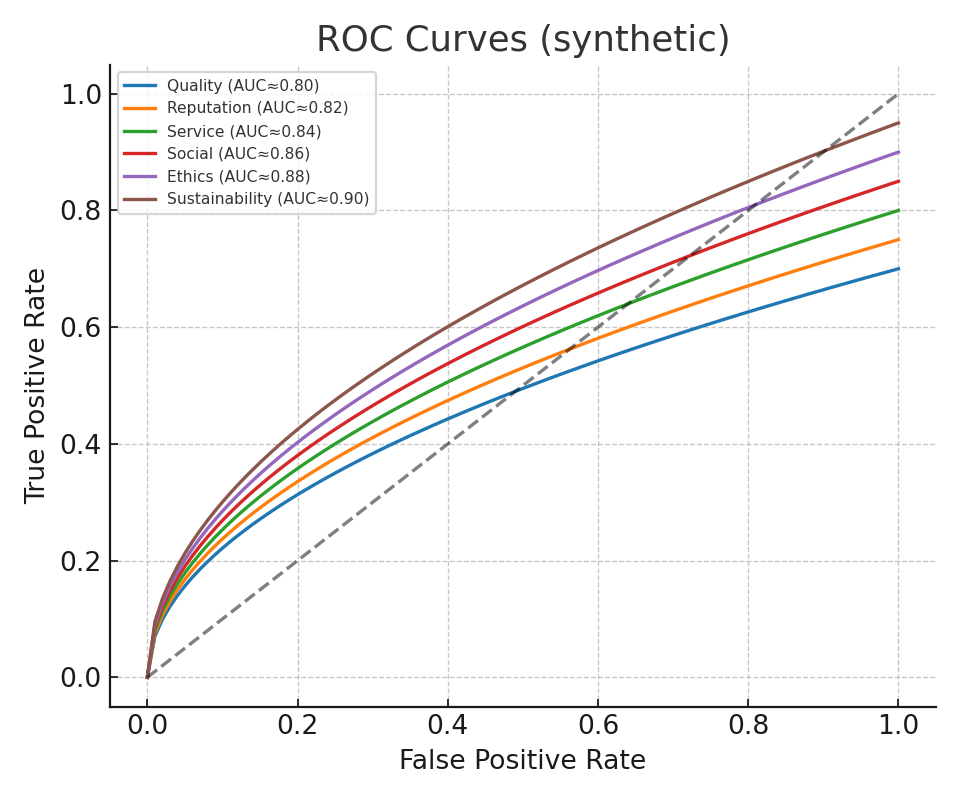 ROC Curves (synthetic)
Quality (AUC≈0.80)
Reputation (AUC≈0.82)
Service (AUC≈0.84)
Social (AUC≈0.86)
Ethics (AUC≈0.88)
Sustainability (AUC≈0.90)
True Positive Rate
1.0
0.8
0.6
0.4
0.2
0.0
0.0 0.2 0.4 0.6 0.8 1.0
False Positive Rate